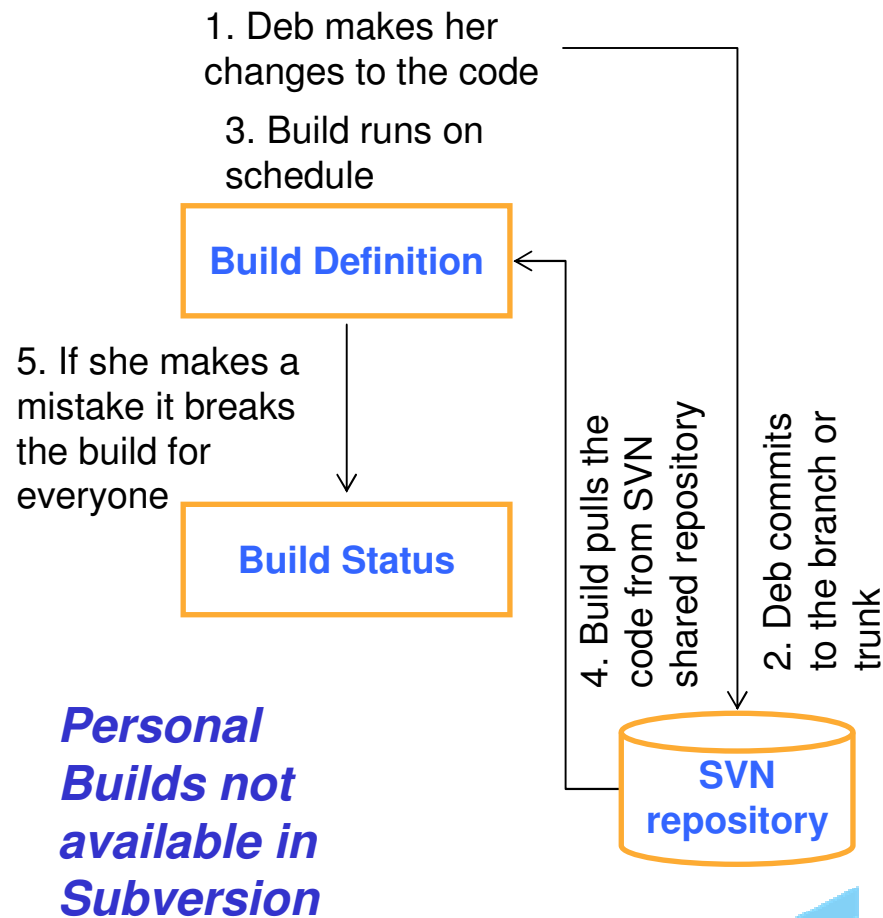 1. Deb makes her
changes to the code
3. Build runs on
schedule
Build Definition
5. If she makes a
mistake it breaks
the build for
everyone
Build Status
4. Build pulls the
code from SVN
shared repository
2. Deb commits
to the branch or
trunk
SVN
repository
Personal
Builds not
available in
Subversion